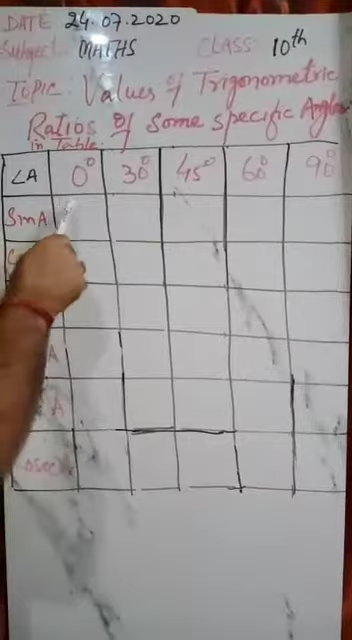 DATE 24.07.2020
Subject: MATHS CLASS 10th
TOPIC: Values of Trigonometric
Ratios of Some specific Angles
in Table.
∠A 0° 30° 45° 60° 90°
SinA
A
A
osecA